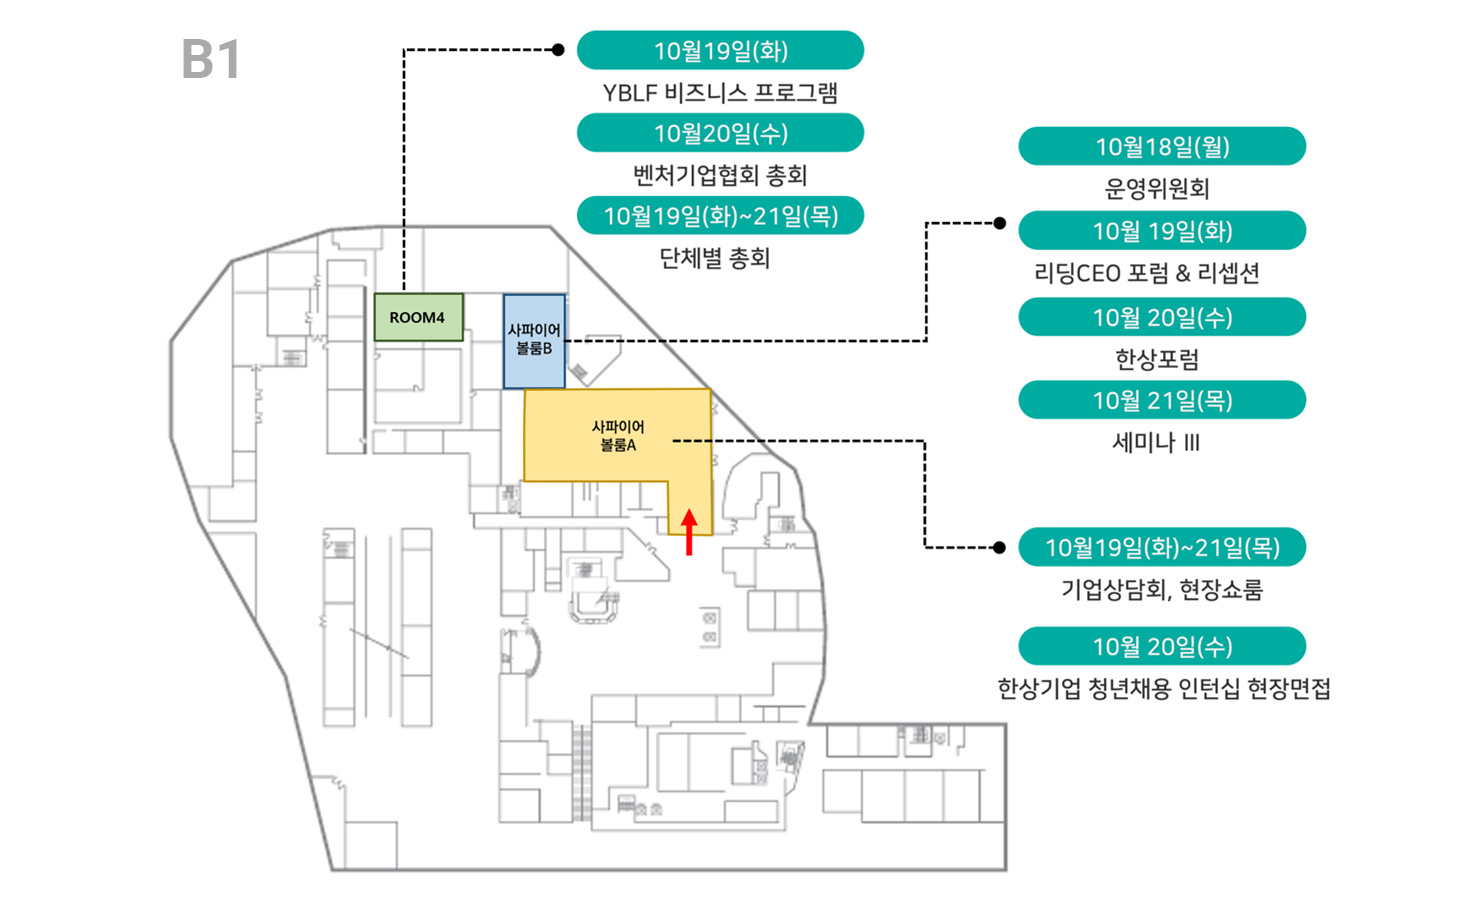 B1
10월19일(화)
YBLF 비즈니스 프로그램
10월20일(수)
벤처기업협회 총회
10월19일(화)~21일(목)
단체별 총회
10월18일(월)
운영위원회
10월 19일(화)
리딩CEO 포럼 & 리셉션
10월 20일(수)
한상포럼
10월 21일(목)
세미나 Ⅲ
ROOM4
사파이어
볼룸B
사파이어
볼룸A
10월19일(화)~21일(목)
기업상담회, 현장쇼룸
10월 20일(수)
한상기업 청년채용 인턴십 현장면접